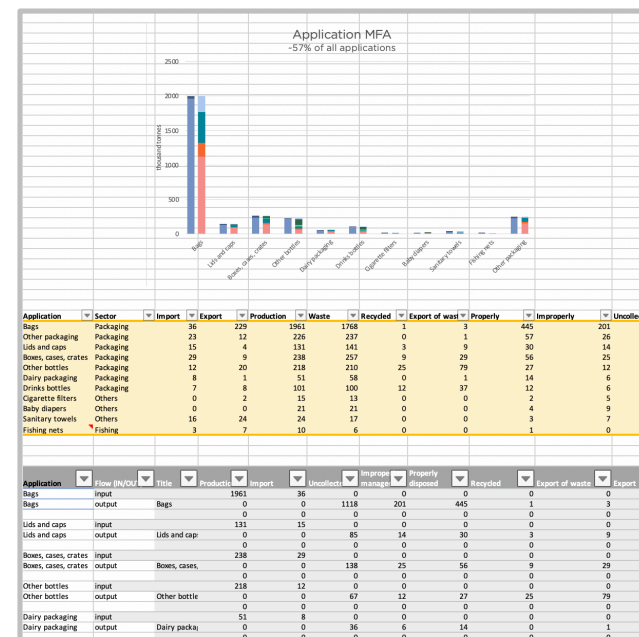 Application MFA
~57% of all applications
2500
2000
1500
1000
500
0
thousand tonnes
Bags
Lids and caps
Boxes, cases, crates
Other bottles
Dairy packaging
Drinks bottles
Cigarette filters
Baby diapers
Sanitary towels
Fishing nets
Other packaging
Application Sector Import Export Production Waste Recycled Export of wast Properly Improperly Uncolle
Bags Packaging 36 229 1961 1768 1 3 445 201
Other packaging Packaging 23 12 226 237 0 1 57 26
Lids and caps Packaging 15 4 131 141 3 9 30 14
Boxes, cases, crates Packaging 29 9 238 257 9 29 56 25
Other bottles Packaging 12 20 218 210 25 79 27 12
Dairy packaging Packaging 8 1 51 58 0 1 14 6
Drinks bottles Packaging 7 8 101 100 12 37 12 6
Cigarette filters Others 0 2 15 13 0 0 2 5
Baby diapers Others 0 0 21 21 0 0 4 9
Sanitary towels Others 16 24 24 17 0 0 3 7
Fishing nets Fishing 3 7 10 6 0 0 1 0
Application Flow (IN/OU Title Productio Import Uncollect Imprope manage Properly disposed Recycled Export of waste Export
Bags input 1961 36 0 0 0 0 0
Bags output Bags 0 0 1118 201 445 1 3
0 0 0 0 0 0 0
Lids and caps input 131 15 0 0 0 0 0
Lids and caps output Lids and cap: 0 0 85 14 30 3 9
0 0 0 0 0 0 0
Boxes, cases, crates input 238 29 0 0 0 0 0
Boxes, cases, crates output Boxes, cases, 0 0 138 25 56 9 29
0 0 0 0 0 0 0
Other bottles input 218 12 0 0 0 0 0
Other bottles output Other bottle 0 0 67 12 27 25 79
0 0 0 0 0 0 0
Dairy packaging input 51 8 0 0 0 0 0
Dairy packaging output Dairy packa 0 0 36 6 14 0 1
0 0 0 0 0 0 0